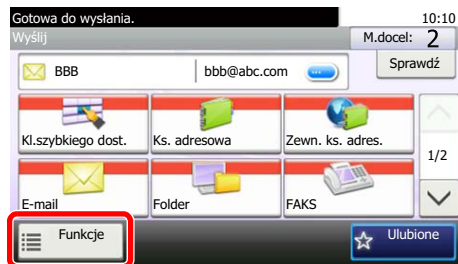 Gotowa do wysłania. 10:10
Wyślij M.docel: 2
BBB bbb@abc.com Sprawdź
Kl.szybkiego dost. Ks. adresowa Zewn. ks. adres.
1/2
E-mail Folder FAKS
Funkcje Ulubione